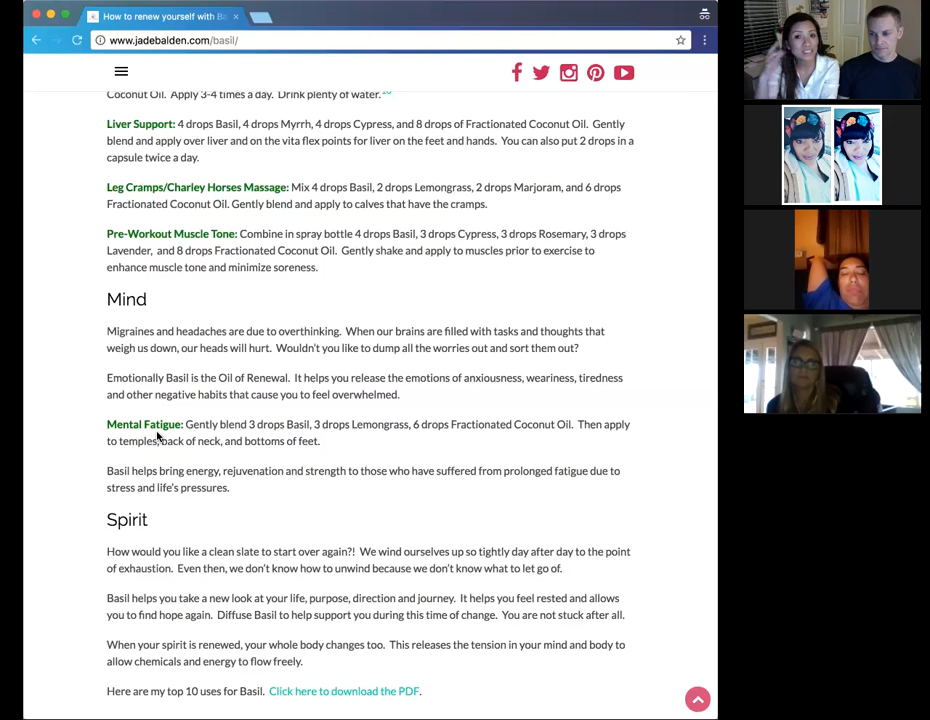 How to renew yourself with Ba
www.jadebalden.com/basil/
Coconut Oil. Apply 3-4 times a day. Drink plenty of water.
Liver Support: 4 drops Basil, 4 drops Myrrh, 4 drops Cypress, and 8 drops of Fractionated Coconut Oil. Gently
blend and apply over liver and on the vita flex points for liver on the feet and hands. You can also put 2 drops in a
capsule twice a day.
Leg Cramps/Charley Horses Massage: Mix 4 drops Basil, 2 drops Lemongrass, 2 drops Marjoram, and 6 drops
Fractionated Coconut Oil. Gently blend and apply to calves that have the cramps.
Pre-Workout Muscle Tone: Combine in spray bottle 4 drops Basil, 3 drops Cypress, 3 drops Rosemary, 3 drops
Lavender, and 8 drops Fractionated Coconut Oil. Gently shake and apply to muscles prior to exercise to
enhance muscle tone and minimize soreness.
Mind
Migraines and headaches are due to overthinking. When our brains are filled with tasks and thoughts that
weigh us down, our heads will hurt. Wouldn't you like to dump all the worries out and sort them out?
Emotionally Basil is the Oil of Renewal. It helps you release the emotions of anxiousness, weariness, tiredness
and other negative habits that cause you to feel overwhelmed.
Mental Fatigue: Gently blend 3 drops Basil, 3 drops Lemongrass, 6 drops Fractionated Coconut Oil. Then apply
to temples, back of neck, and bottoms of feet.
Basil helps bring energy, rejuvenation and strength to those who have suffered from prolonged fatigue due to
stress and life's pressures.
Spirit
How would you like a clean slate to start over again?! We wind ourselves up so tightly day after day to the point
of exhaustion. Even then, we don't know how to unwind because we don't know what to let go of.
Basil helps you take a new look at your life, purpose, direction and journey. It helps you feel rested and allows
you to find hope again. Diffuse Basil to help support you during this time of change. You are not stuck after all.
When your spirit is renewed, your whole body changes too. This releases the tension in your mind and body to
allow chemicals and energy to flow freely.
Here are my top 10 uses for Basil. Click here to download the PDF.